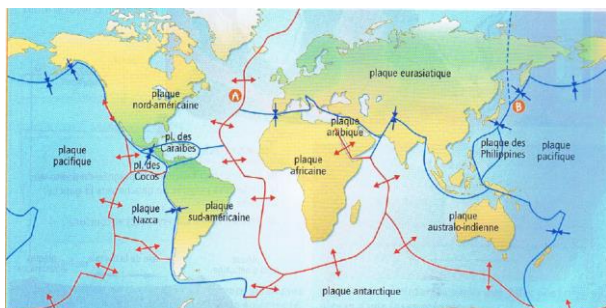 plaque eurasiatique
plaque
nord-américaine
A
B
plaque
arabique
pl. des
Caraïbes
plaque
pacifique
pl. des
Cocos
plaque
africaine
plaque des
Philippines
plaque
pacifique
plaque
Nazca
plaque
sud-américaine
plaque
australo-indienne
plaque antarctique